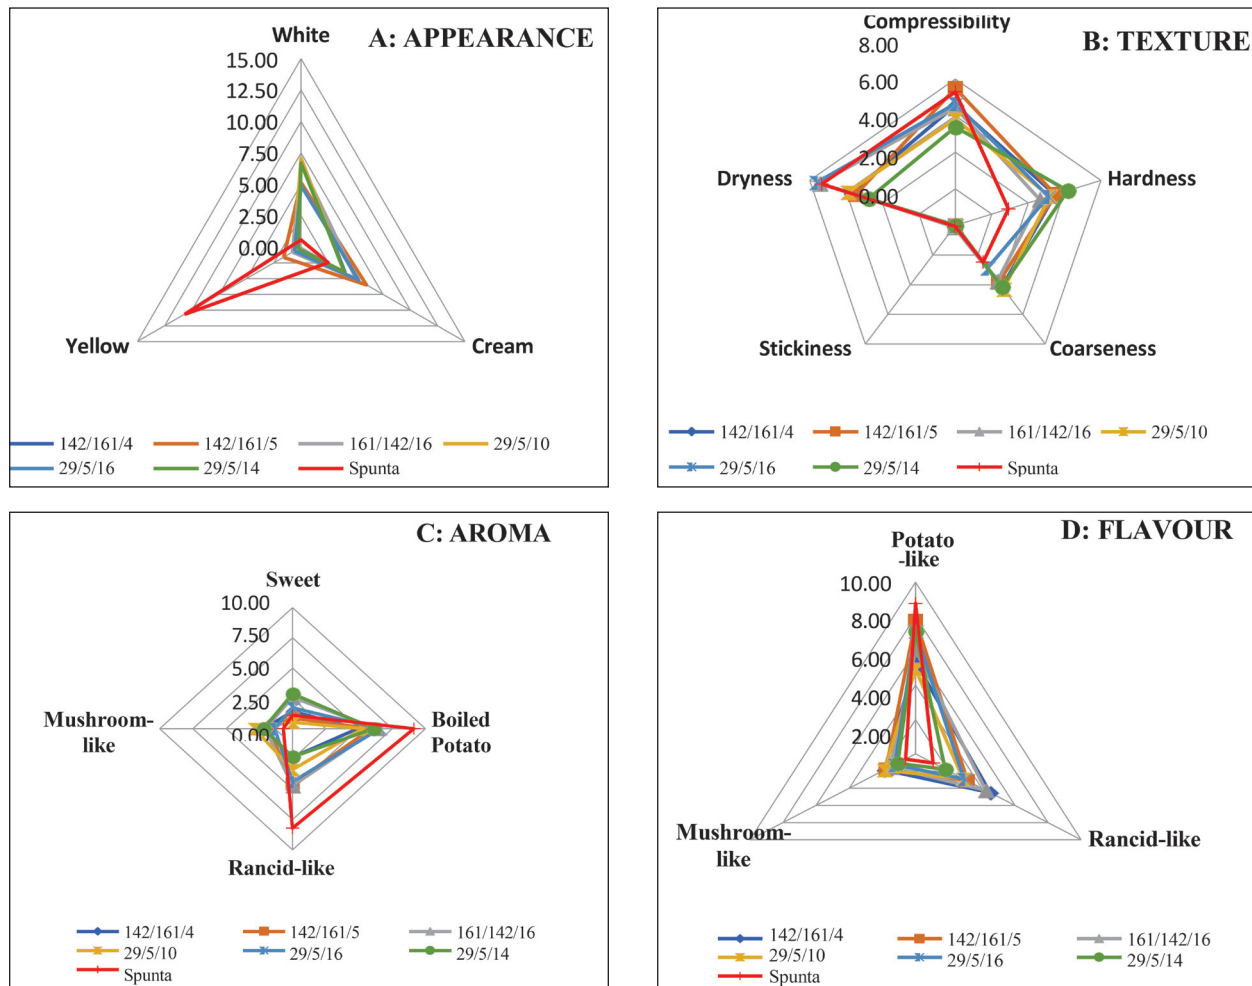 A: APPEARANCE
White
15.00
12.50
10.00
7.50
5.00
2.50
0.00
Yellow
Cream
142/161/4 142/161/5 161/142/16 29/5/10
29/5/16 29/5/14 Spunta
B: TEXTURE
Compressibility
8.00
6.00
4.00
2.00
0.00
Dryness
Hardness
Stickiness
Coarseness
142/161/4 142/161/5 161/142/16 29/5/10
29/5/16 29/5/14 Spunta
C: AROMA
Sweet
10.00
7.50
5.00
2.50
0.00
Mushroom-
like
Boiled
Potato
Rancid-like
142/161/4 142/161/5 161/142/16
29/5/10 29/5/16 29/5/14
Spunta
D: FLAVOUR
Potato
-like
10.00
8.00
6.00
4.00
2.00
Mushroom-
like
Rancid-like
142/161/4 142/161/5 161/142/16
29/5/10 29/5/16 29/5/14
Spunta